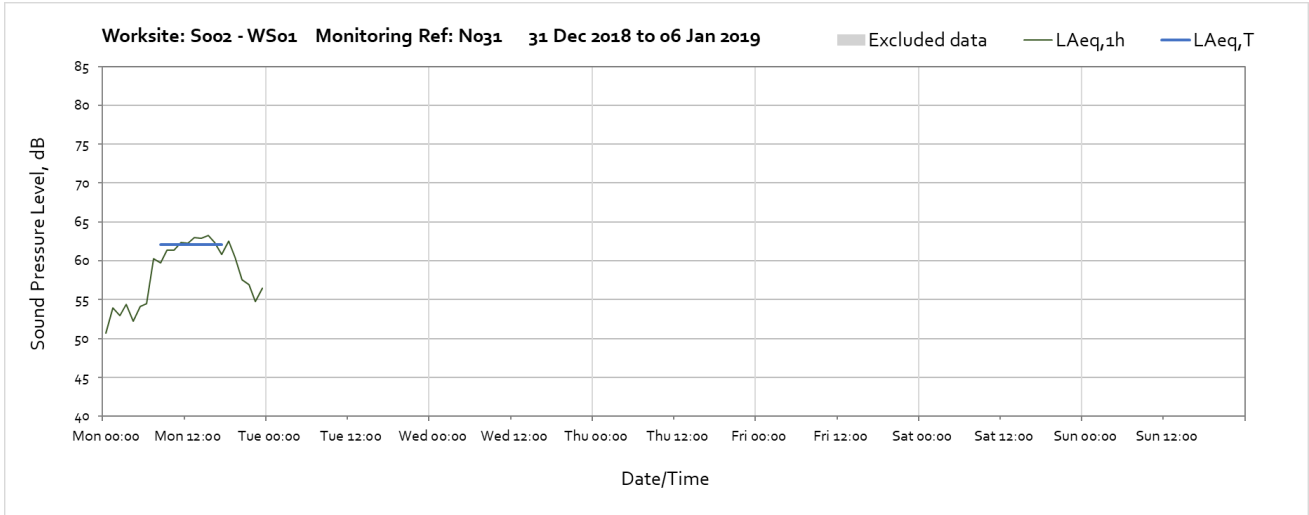 Worksite: S002 - WS01 Monitoring Ref: N031 31 Dec 2018 to 06 Jan 2019
Excluded data LAeq,1h LAeq,T
85
80
75
70
65
60
55
50
45
40
Sound Pressure Level, dB
Mon 00:00 Mon 12:00 Tue 00:00 Tue 12:00 Wed 00:00 Wed 12:00 Thu 00:00 Thu 12:00 Fri 00:00 Fri 12:00 Sat 00:00 Sat 12:00 Sun 00:00 Sun 12:00
Date/Time